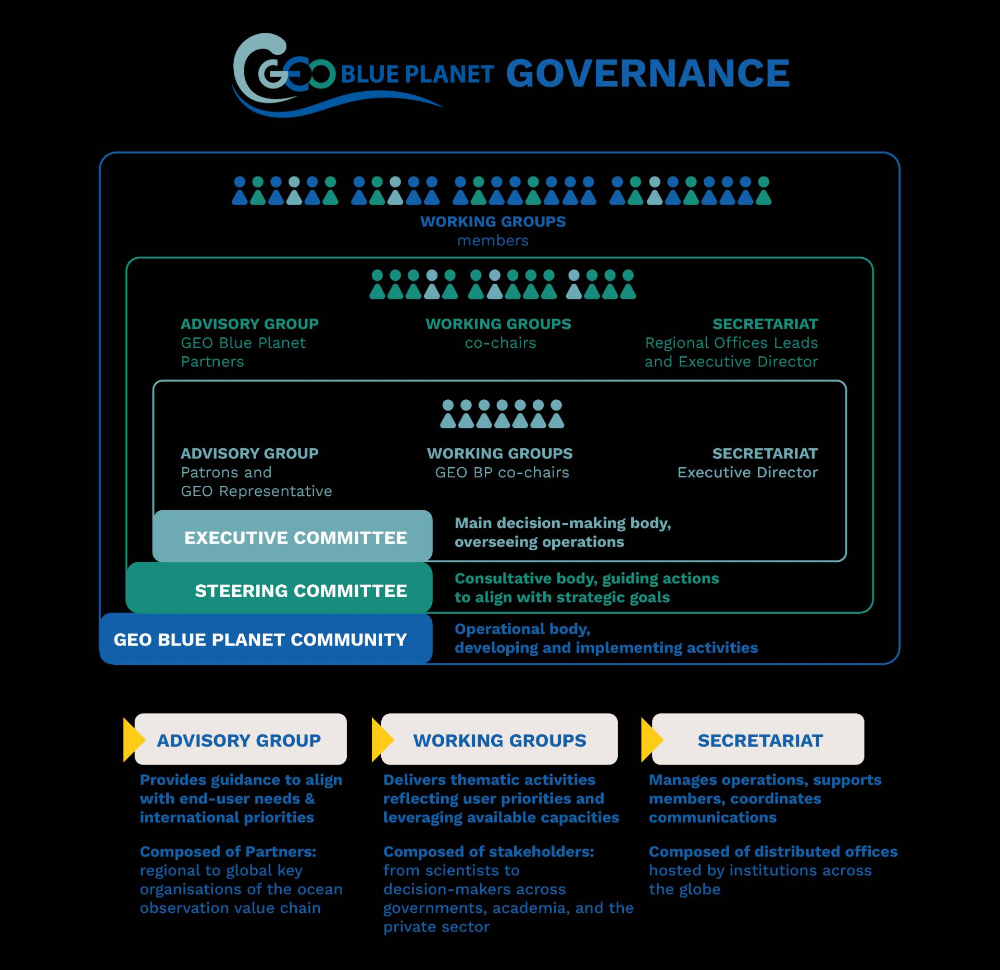 GEO BLUE PLANET GOVERNANCE
WORKING GROUPS
members
ADVISORY GROUP
GEO Blue Planet
Partners
WORKING GROUPS
co-chairs
SECRETARIAT
Regional Offices Leads
and Executive Director
ADVISORY GROUP
Patrons and
GEO Representative
WORKING GROUPS
GEO BP co-chairs
SECRETARIAT
Executive Director
EXECUTIVE COMMITTEE
Main decision-making body,
overseeing operations
STEERING COMMITTEE
Consultative body, guiding actions
to align with strategic goals
GEO BLUE PLANET COMMUNITY
Operational body,
developing and implementing activities
ADVISORY GROUP
Provides guidance to align
with end-user needs &
international priorities
Composed of Partners:
regional to global key
organisations of the ocean
observation value chain
WORKING GROUPS
Delivers thematic activities
reflecting user priorities and
leveraging available capacities
Composed of stakeholders:
from scientists to
decision-makers across
governments, academia, and the
private sector
SECRETARIAT
Manages operations, supports
members, coordinates
communications
Composed of distributed offices
hosted by institutions across
the globe